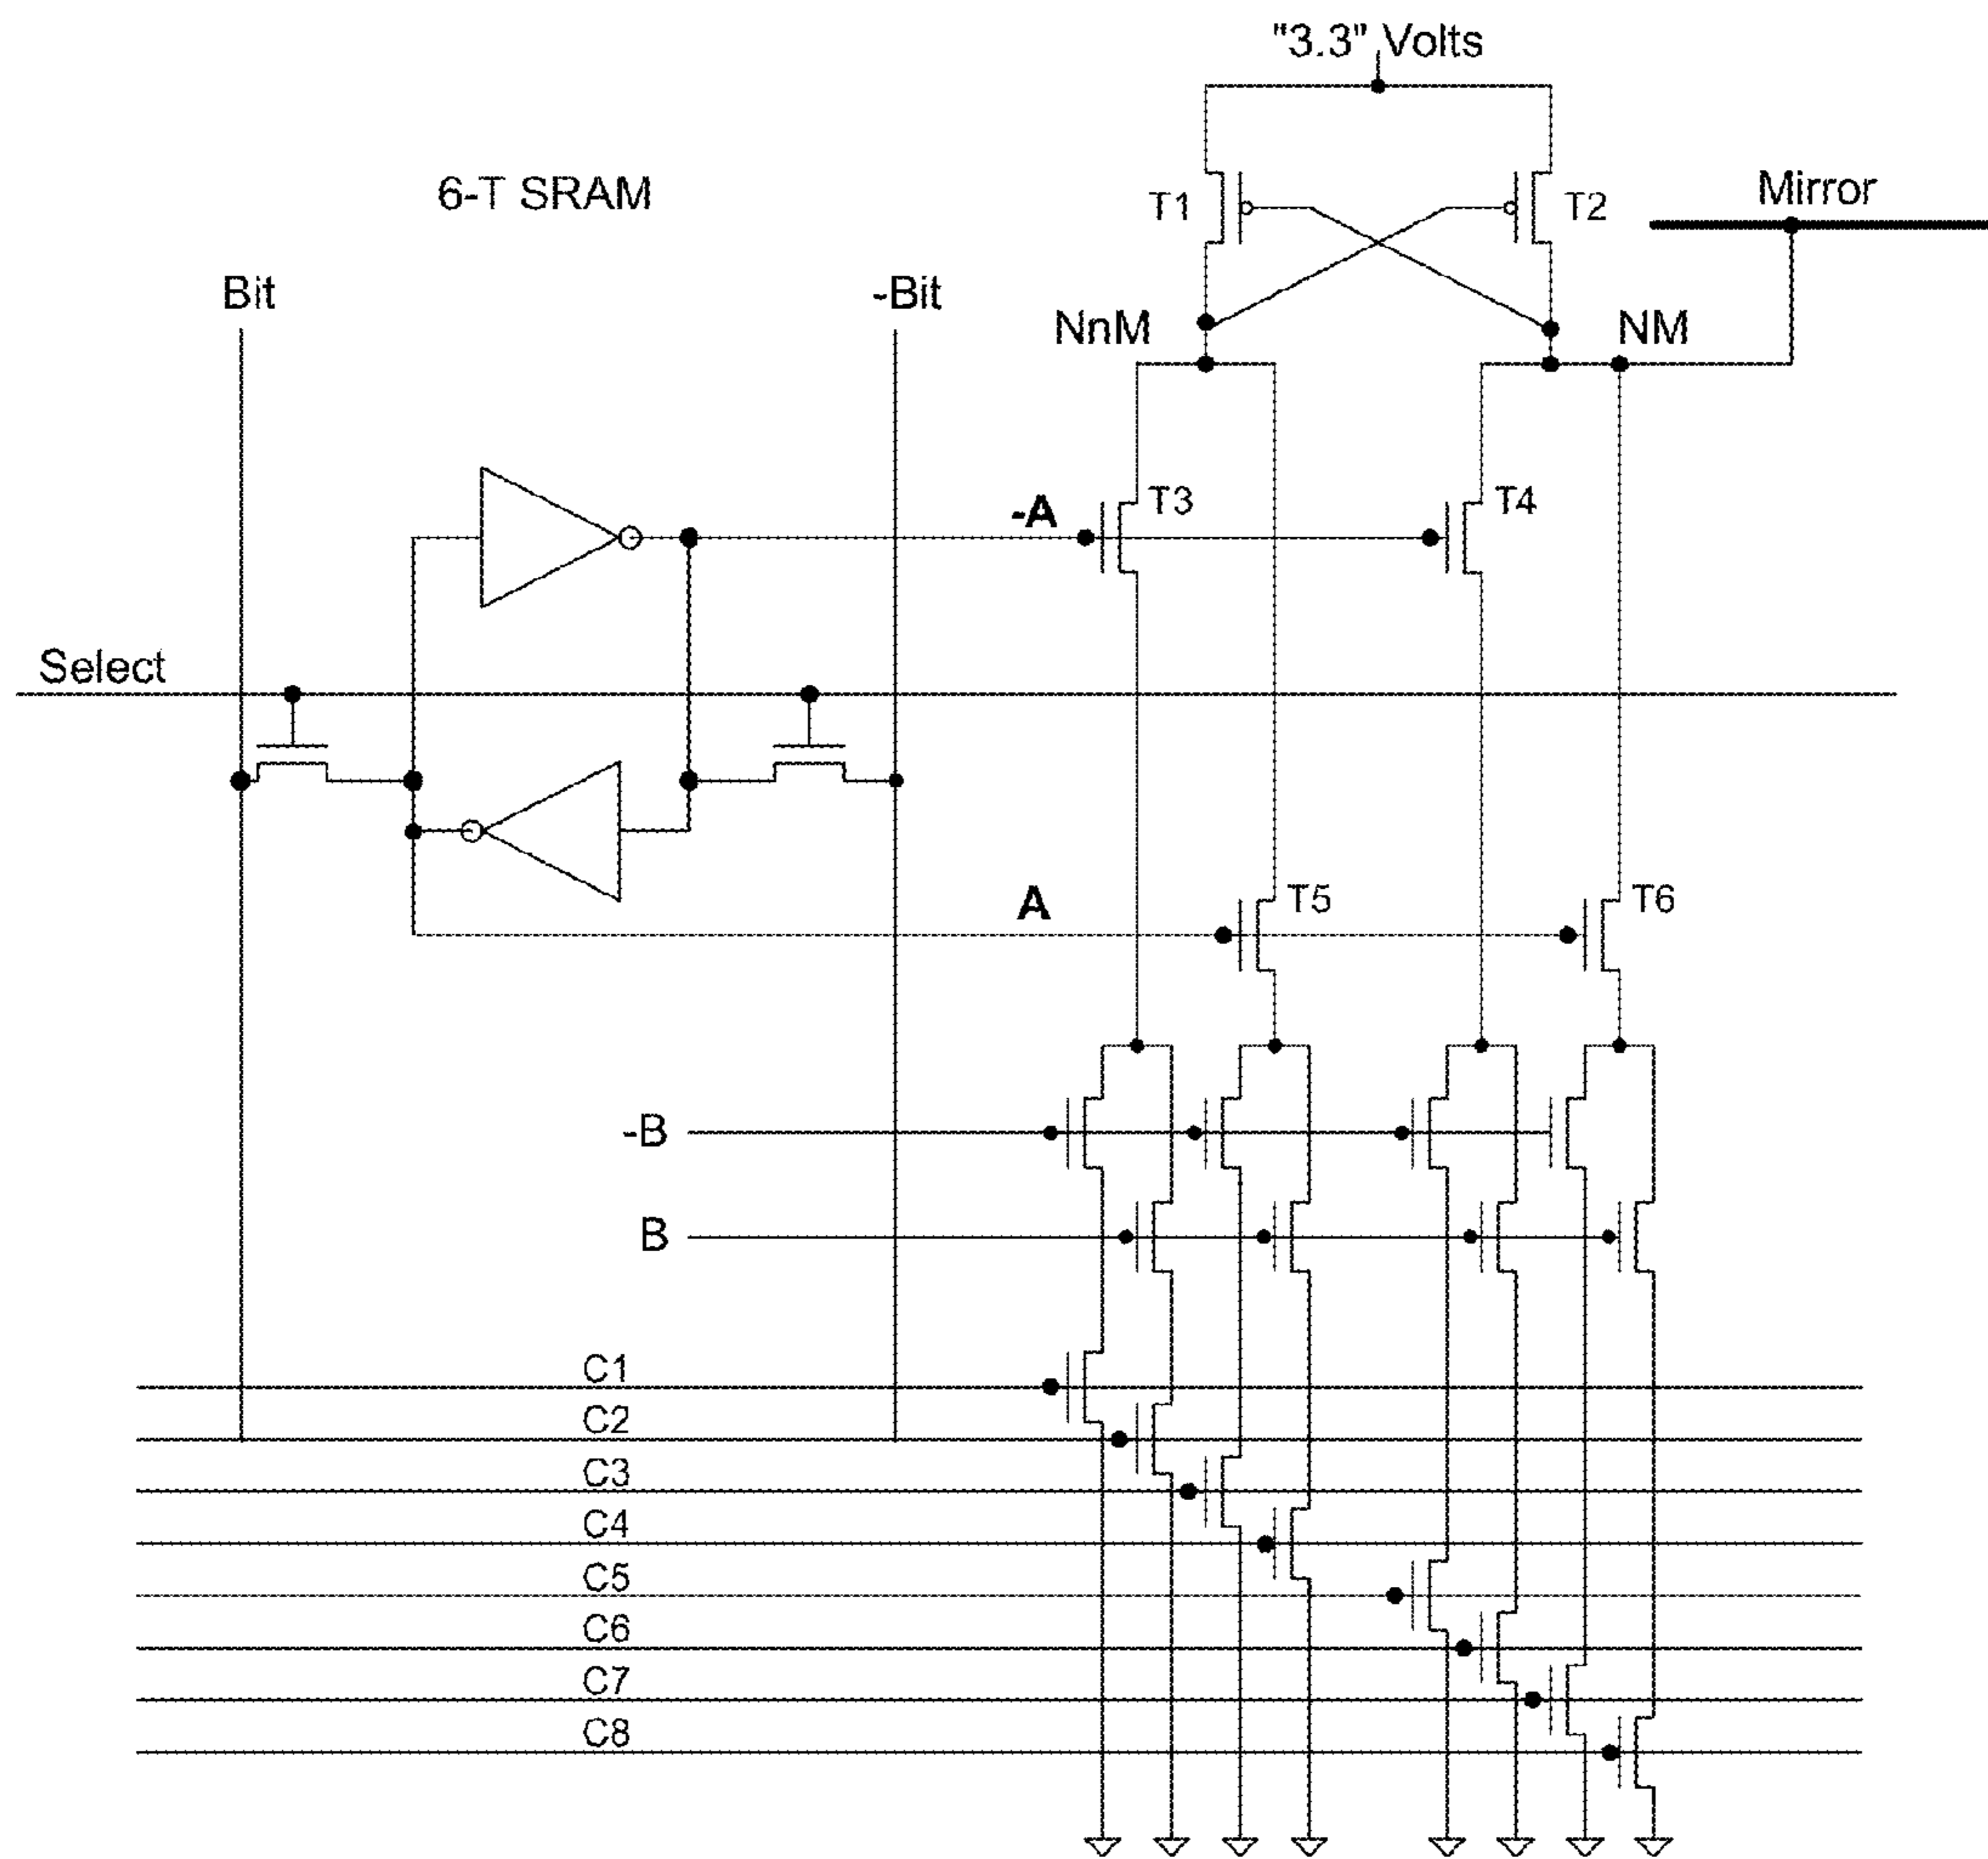 "3.3" Volts
6-T SRAM
T1
T2
Mirror
Bit
-Bit
NnM
NM
-A
T3
T4
Select
A
T5
T6
-B
B
C1
C2
C3
C4
C5
C6
C7
C8